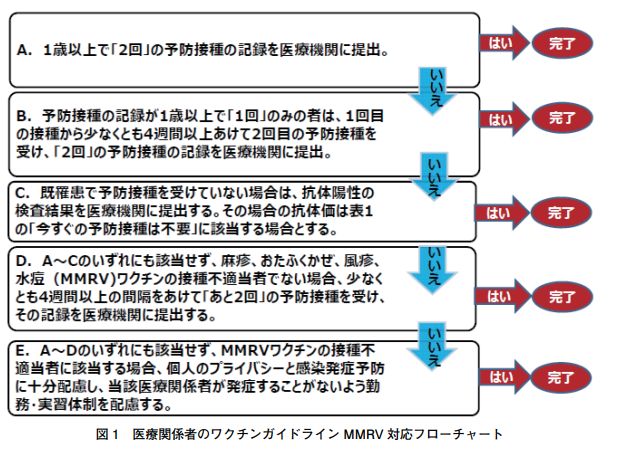 A. 1歳以上で「2回」の予防接種の記録を医療機関に提出。
はい
完了
いいえ
B. 予防接種の記録が1歳以上で「1回」のみの者は、1回目
の接種から少なくとも4週間以上あけて2回目の予防接種を
受け、「2回」の予防接種の記録を医療機関に提出。
はい
完了
いいえ
C. 既罹患で予防接種を受けていない場合は、抗体陽性の
検査結果を医療機関に提出する。その場合の抗体価は表1
の「今すぐの予防接種は不要」に該当する場合とする。
はい
完了
いいえ
D. A～Cのいずれにも該当せず、麻疹、おたふくかぜ、風疹、
水痘 (MMRV)ワクチンの接種不適当者でない場合、少なく
とも4週間以上の間隔をあけて「あと2回」の予防接種を受け、
その記録を医療機関に提出する。
はい
完了
いいえ
E. A～Dのいずれにも該当せず、MMRVワクチンの接種不
適当者に該当する場合、個人のプライバシーと感染発症予防
に十分配慮し、当該医療関係者が発症することがないよう勤
務・実習体制を配慮する。
はい
完了
図1 医療関係者のワクチンガイドライン MMRV 対応フローチャート